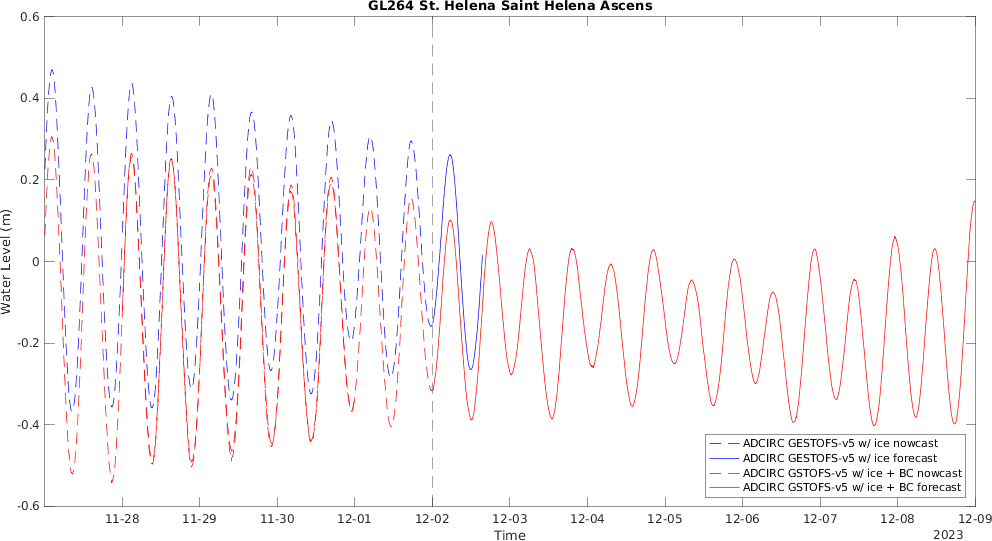 GL264 St. Helena Saint Helena Ascens
0.6
0.4
0.2
0
-0.2
-0.4
-0.6
Water Level (m)
ADCIRC GESTOFS-v5 w/ ice nowcast
ADCIRC GESTOFS-v5 w/ ice forecast
ADCIRC GSTOFS-v5 w/ ice + BC nowcast
ADCIRC GSTOFS-v5 w/ ice + BC forecast
11-28 11-29 11-30 12-01 12-02 12-03 12-04 12-05 12-06 12-07 12-08 12-09
Time
2023